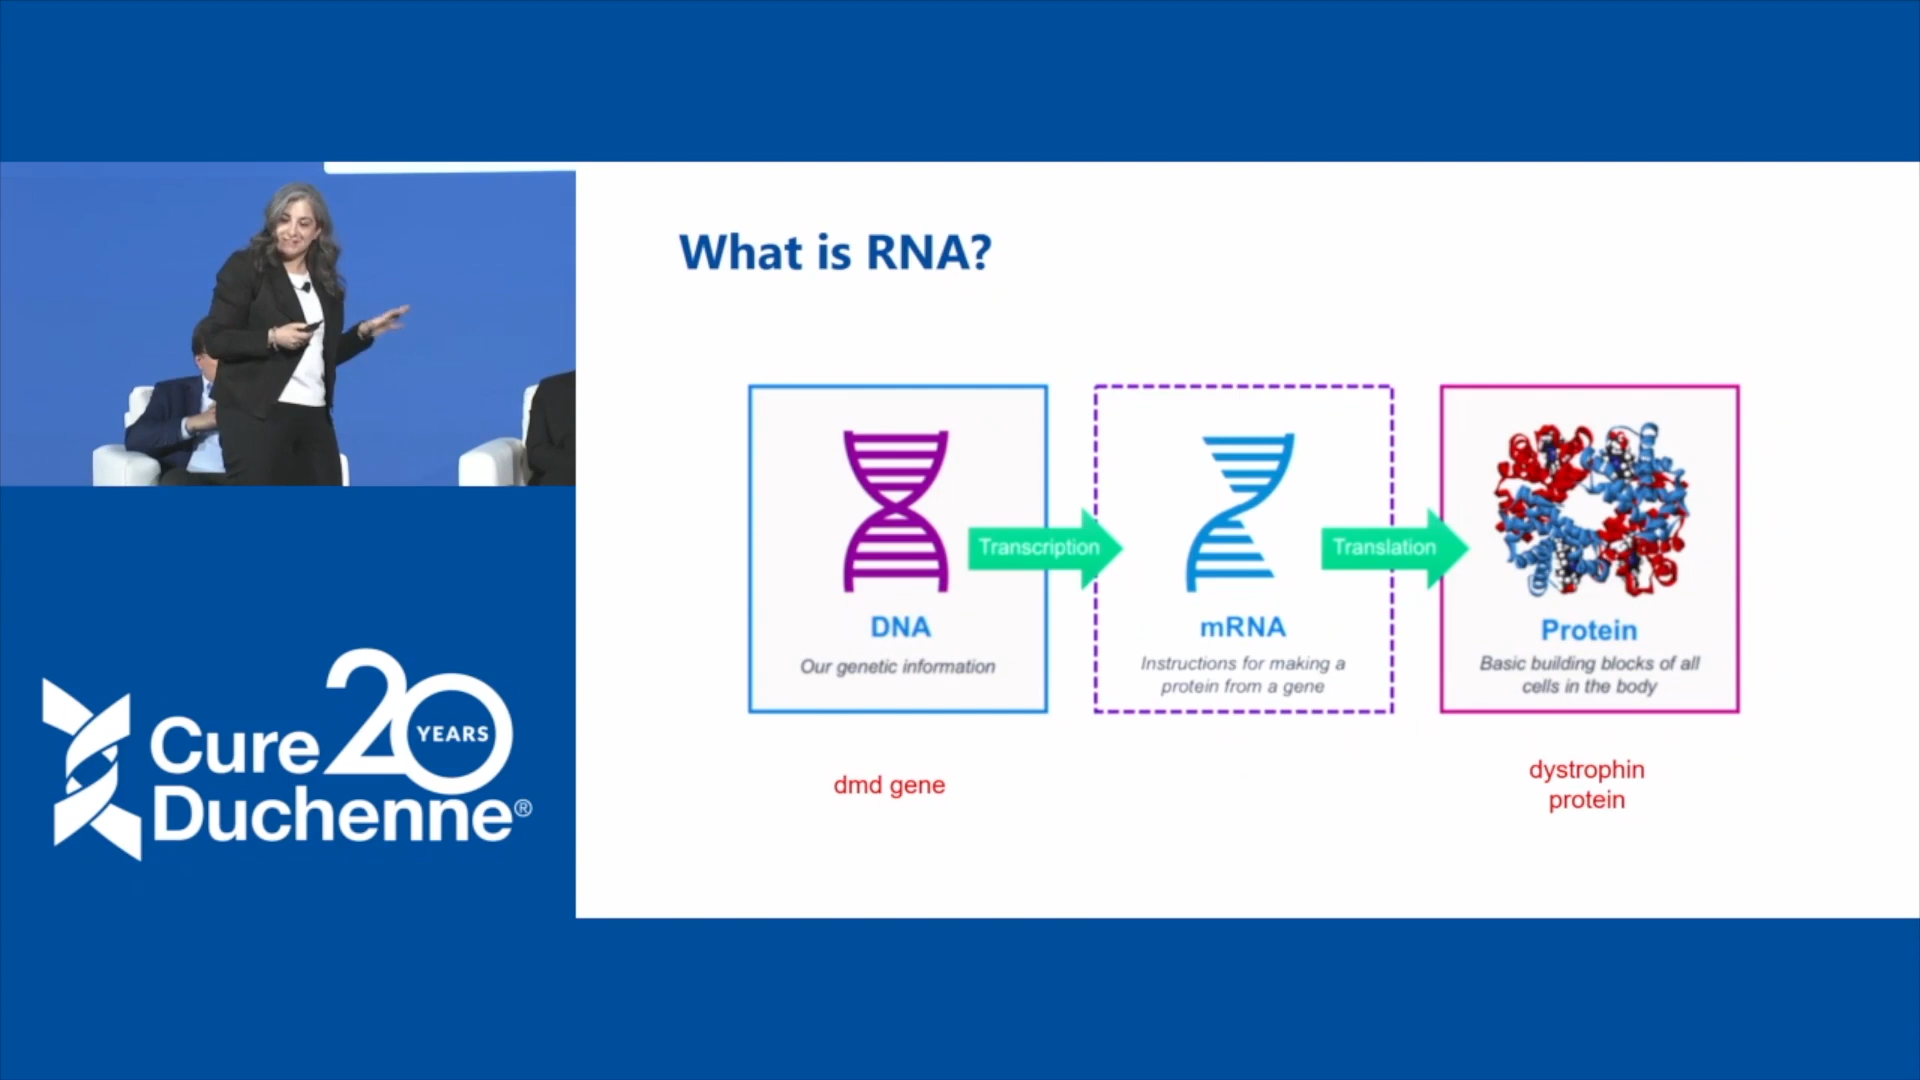 What is RNA?
Transcription
Translation
DNA
mRNA
Protein
Our genetic information
Instructions for making a
protein from a gene
Basic building blocks of all
cells in the body
dmd gene
dystrophin
protein
20
YEARS
Cure
Duchenne®